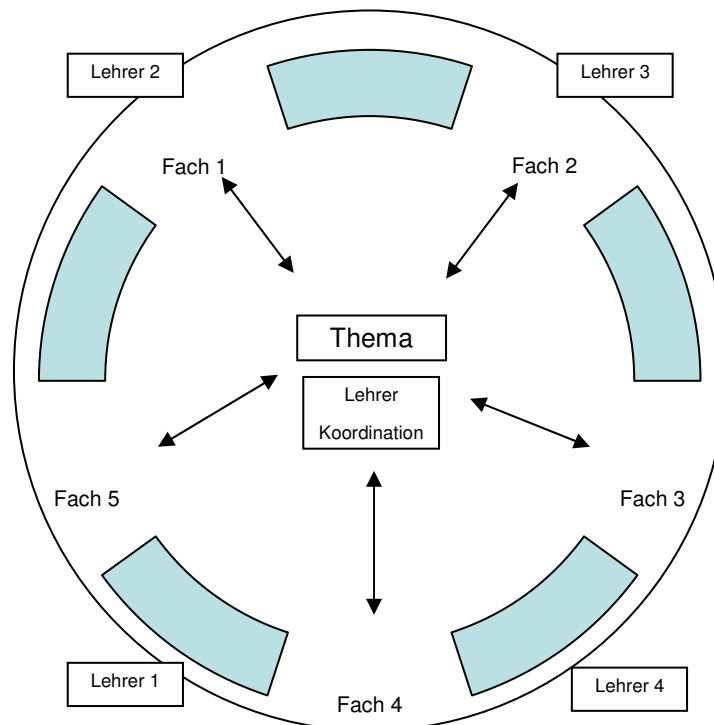 Lehrer 2
Lehrer 3
Fach 1
Fach 2
Thema
Lehrer
Koordination
Fach 5
Fach 3
Lehrer 1
Lehrer 4
Fach 4